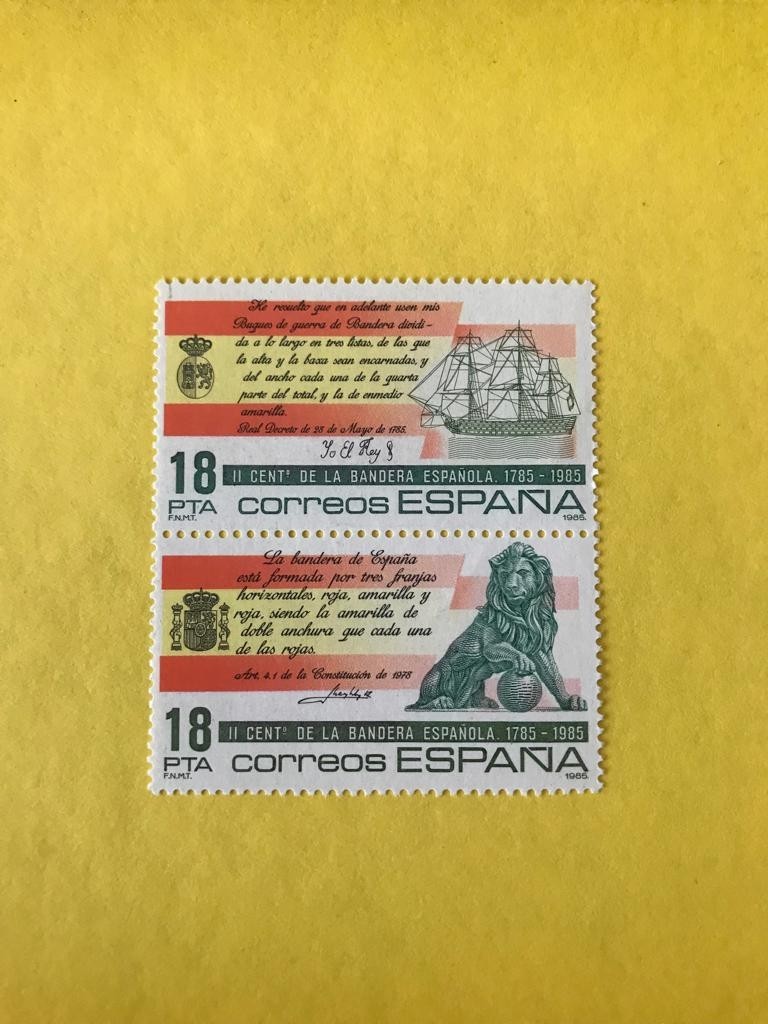 He resuelto que en adelante usen mis
Buques de guerra de Bandera dividi-
da a lo largo en tres listas, de las que
la alta y la baxa sean encarnadas, y
del ancho cada una de la quarta
parte del total, y la de enmedio
amarilla.
Real Decreto de 28 de Mayo de 1785.
Yo El Rey
18
PTA
F.N.M.T.
II CENTº DE LA BANDERA ESPAÑOLA. 1785 - 1985
correos ESPAÑA
1985.
La bandera de España
está formada por tres franjas
horizontales, roja, amarilla y
roja, siendo la amarilla de
doble anchura que cada una
de las rojas.
Art. 4.1 de la Constitución de 1978
18
PTA
F.N.M.T.
II CENTº DE LA BANDERA ESPAÑOLA. 1785 - 1985
correos ESPAÑA
1985.